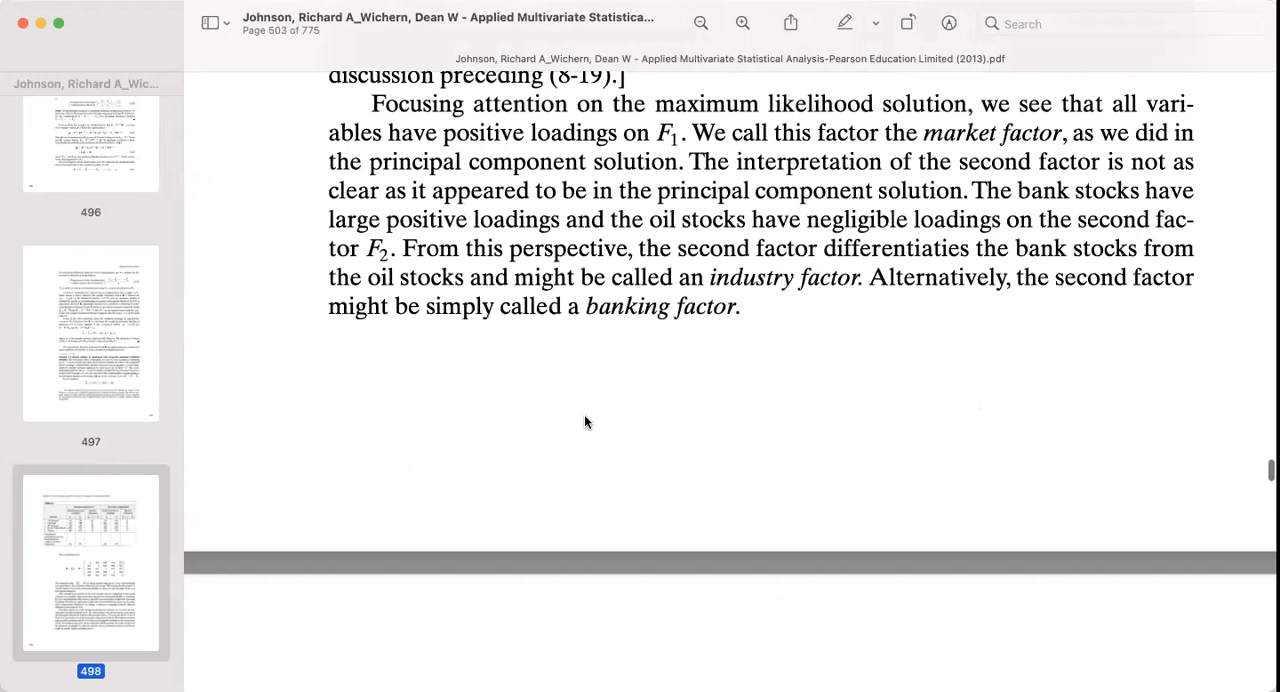 Johnson, Richard A_Wichern, Dean W - Applied Multivariate Statistica...
Page 503 of 775
Search
Johnson, Richard A_Wichern, Dean W - Applied Multivariate Statistical Analysis-Pearson Education Limited (2013).pdf
Johnson, Richard A_Wic...
496
497
498
discussion preceding (8-19).]
Focusing attention on the maximum likelihood solution, we see that all vari-
ables have positive loadings on F1. We call this factor the market factor, as we did in
the principal component solution. The interpretation of the second factor is not as
clear as it appeared to be in the principal component solution. The bank stocks have
large positive loadings and the oil stocks have negligible loadings on the second fac-
tor F2. From this perspective, the second factor differentiaties the bank stocks from
the oil stocks and might be called an industry factor. Alternatively, the second factor
might be simply called a banking factor.